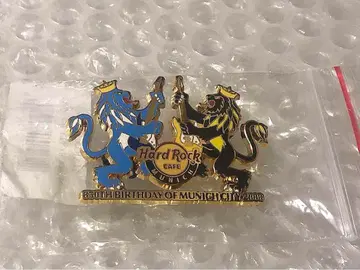 Hard Rock
CAFE
MUNICH
850TH BIRTHDAY OF MUNICH CITY 2008